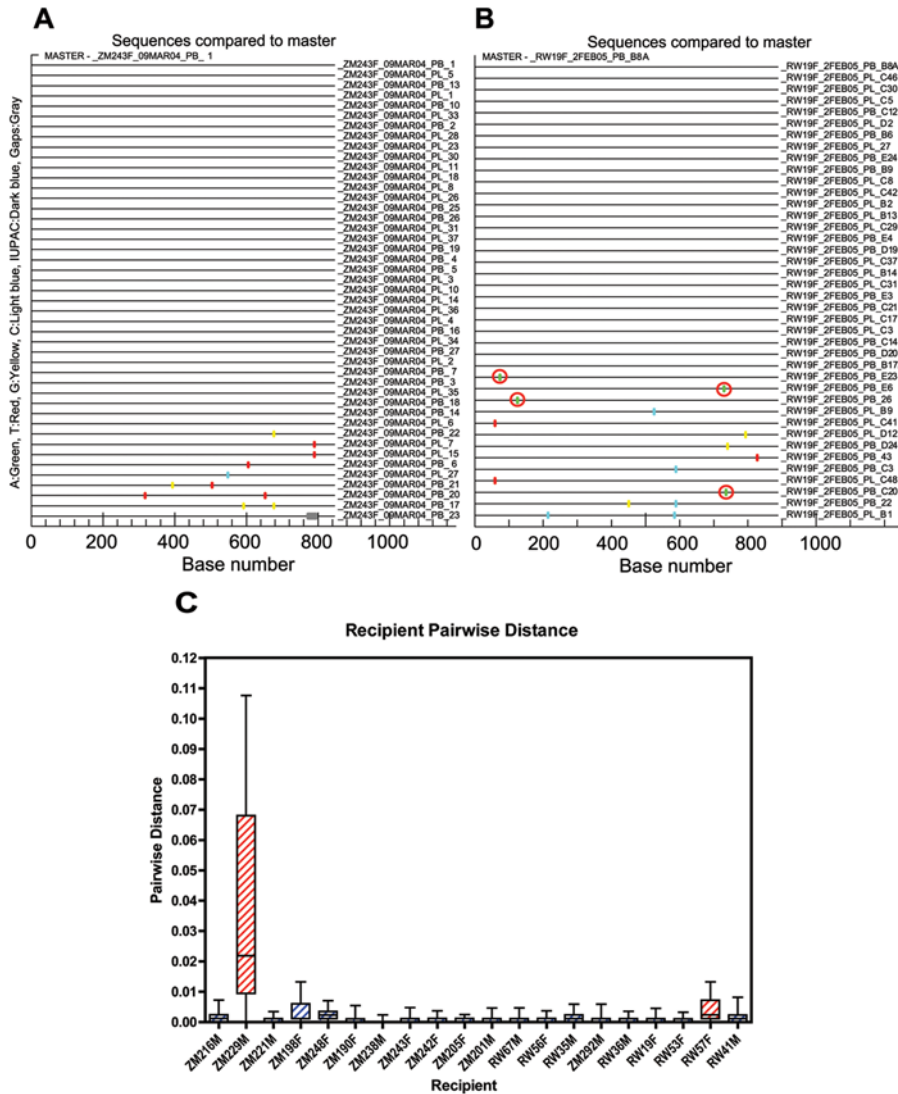 A
Sequences compared to master
MASTER - _ZM243F_09MAR04_PB_ 1
A:Green, T:Red, G:Yellow, C:Light blue, IUPAC:Dark blue, Gaps:Gray
_ZM243F_09MAR04_PB_1
_ZM243F_09MAR04_PL_5
_ZM243F_09MAR04_PB_13
_ZM243F_09MAR04_PL_1
_ZM243F_09MAR04_PB_10
_ZM243F_09MAR04_PL_33
_ZM243F_09MAR04_PB_2
_ZM243F_09MAR04_PL_28
_ZM243F_09MAR04_PL_23
_ZM243F_09MAR04_PL_30
_ZM243F_09MAR04_PL_11
_ZM243F_09MAR04_PL_18
_ZM243F_09MAR04_PL_8
_ZM243F_09MAR04_PL_26
_ZM243F_09MAR04_PB_25
_ZM243F_09MAR04_PB_26
_ZM243F_09MAR04_PL_31
_ZM243F_09MAR04_PL_37
_ZM243F_09MAR04_PB_19
_ZM243F_09MAR04_PB_4
_ZM243F_09MAR04_PB_5
_ZM243F_09MAR04_PL_3
_ZM243F_09MAR04_PL_10
_ZM243F_09MAR04_PL_14
_ZM243F_09MAR04_PL_36
_ZM243F_09MAR04_PL_4
_ZM243F_09MAR04_PB_16
_ZM243F_09MAR04_PL_34
_ZM243F_09MAR04_PB_27
_ZM243F_09MAR04_PL_2
_ZM243F_09MAR04_PB_7
_ZM243F_09MAR04_PB_3
_ZM243F_09MAR04_PL_35
_ZM243F_09MAR04_PB_18
_ZM243F_09MAR04_PB_14
_ZM243F_09MAR04_PL_6
_ZM243F_09MAR04_PB_22
_ZM243F_09MAR04_PL_7
_ZM243F_09MAR04_PL_15
_ZM243F_09MAR04_PB_6
_ZM243F_09MAR04_PL_27
_ZM243F_09MAR04_PB_21
_ZM243F_09MAR04_PB_20
_ZM243F_09MAR04_PB_17
_ZM243F_09MAR04_PB_23
0 200 400 600 800 1000
Base number
B
Sequences compared to master
MASTER - _RW19F_2FEB05_PB_B8A
_RW19F_2FEB05_PB_B8A
_RW19F_2FEB05_PL_C46
_RW19F_2FEB05_PL_C30
_RW19F_2FEB05_PL_C5
_RW19F_2FEB05_PB_C12
_RW19F_2FEB05_PL_D2
_RW19F_2FEB05_PB_B6
_RW19F_2FEB05_PL_27
_RW19F_2FEB05_PB_E24
_RW19F_2FEB05_PB_B9
_RW19F_2FEB05_PL_C8
_RW19F_2FEB05_PL_C42
_RW19F_2FEB05_PL_B2
_RW19F_2FEB05_PL_B13
_RW19F_2FEB05_PL_C29
_RW19F_2FEB05_PB_E4
_RW19F_2FEB05_PB_D19
_RW19F_2FEB05_PL_C37
_RW19F_2FEB05_PL_B14
_RW19F_2FEB05_PL_C31
_RW19F_2FEB05_PB_E3
_RW19F_2FEB05_PB_C21
_RW19F_2FEB05_PL_C17
_RW19F_2FEB05_PL_C3
_RW19F_2FEB05_PB_C14
_RW19F_2FEB05_PB_D20
_RW19F_2FEB05_PB_B17
_RW19F_2FEB05_PB_E23
_RW19F_2FEB05_PB_E6
_RW19F_2FEB05_PB_26
_RW19F_2FEB05_PL_B9
_RW19F_2FEB05_PL_C41
_RW19F_2FEB05_PL_D12
_RW19F_2FEB05_PB_D24
_RW19F_2FEB05_PB_43
_RW19F_2FEB05_PB_C3
_RW19F_2FEB05_PL_C48
_RW19F_2FEB05_PB_C20
_RW19F_2FEB05_PB_22
_RW19F_2FEB05_PL_B1
0 200 400 600 800 1000
Base number
C
Recipient Pairwise Distance
Pairwise Distance
0.12
0.11
0.10
0.09
0.08
0.07
0.06
0.05
0.04
0.03
0.02
0.01
0.00
ZM216M ZM229M ZM221M ZM198F ZM248F ZM190F ZM238M ZM243F ZM242F ZM205F ZM201M RW67M RW56F RW35M ZM292M RW36M RW19F RW53F RW57F RW41M
Recipient